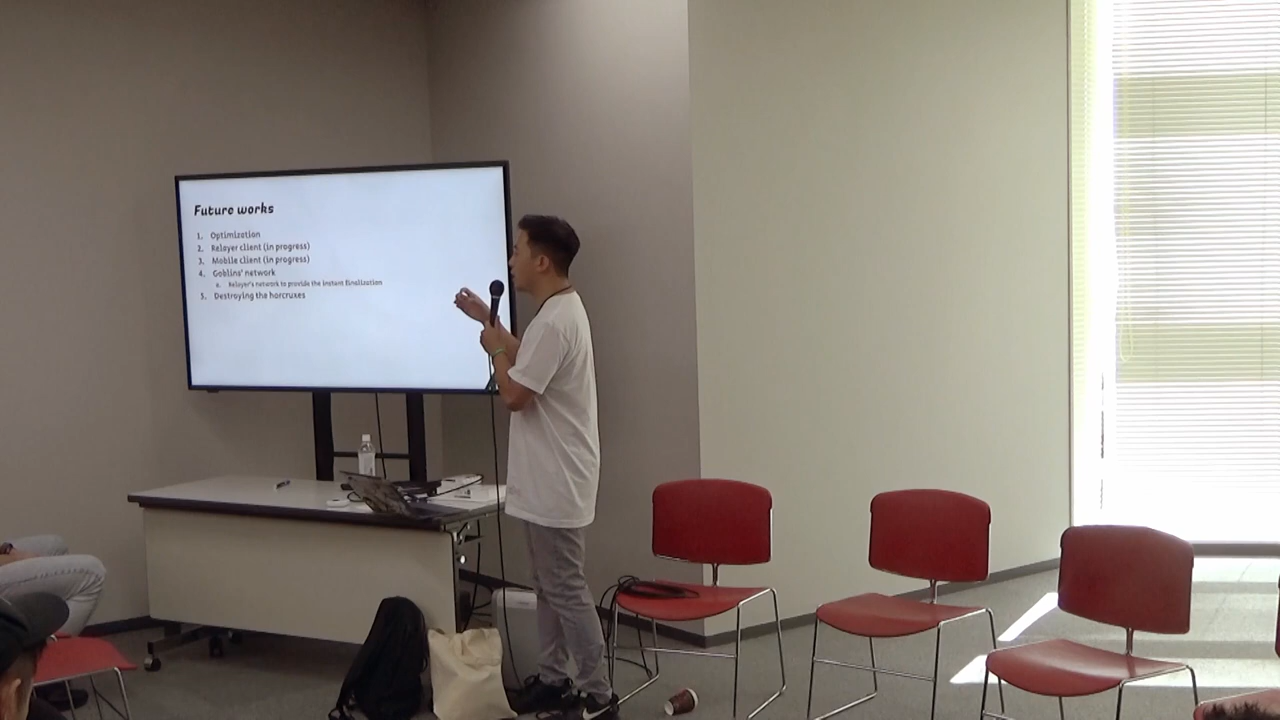 Future works
1. Optimization
2. Relayer client (in progress)
3. Mobile client (in progress)
4. Goblins' network
a. Relayer's network to provide the instant finalization
5. Destroying the horcruxes